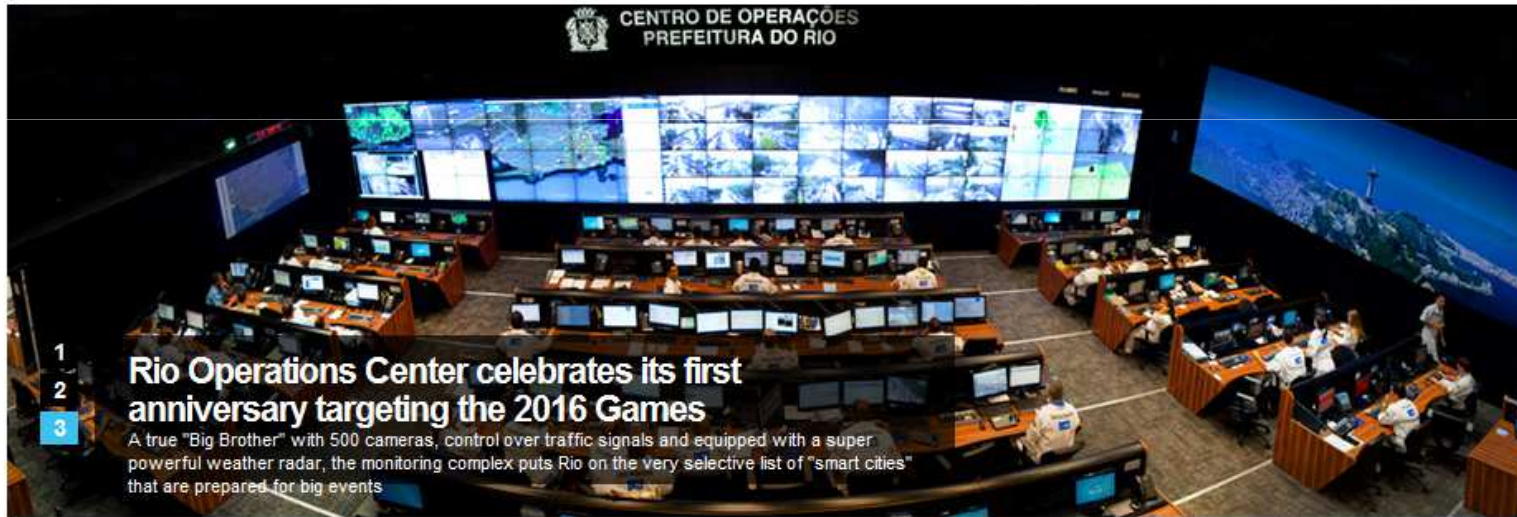 CENTRO DE OPERAÇÕES
PREFEITURA DO RIO
1
2
3
Rio Operations Center celebrates its first
anniversary targeting the 2016 Games
A true "Big Brother" with 500 cameras, control over traffic signals and equipped with a super
powerful weather radar, the monitoring complex puts Rio on the very selective list of "smart cities"
that are prepared for big events